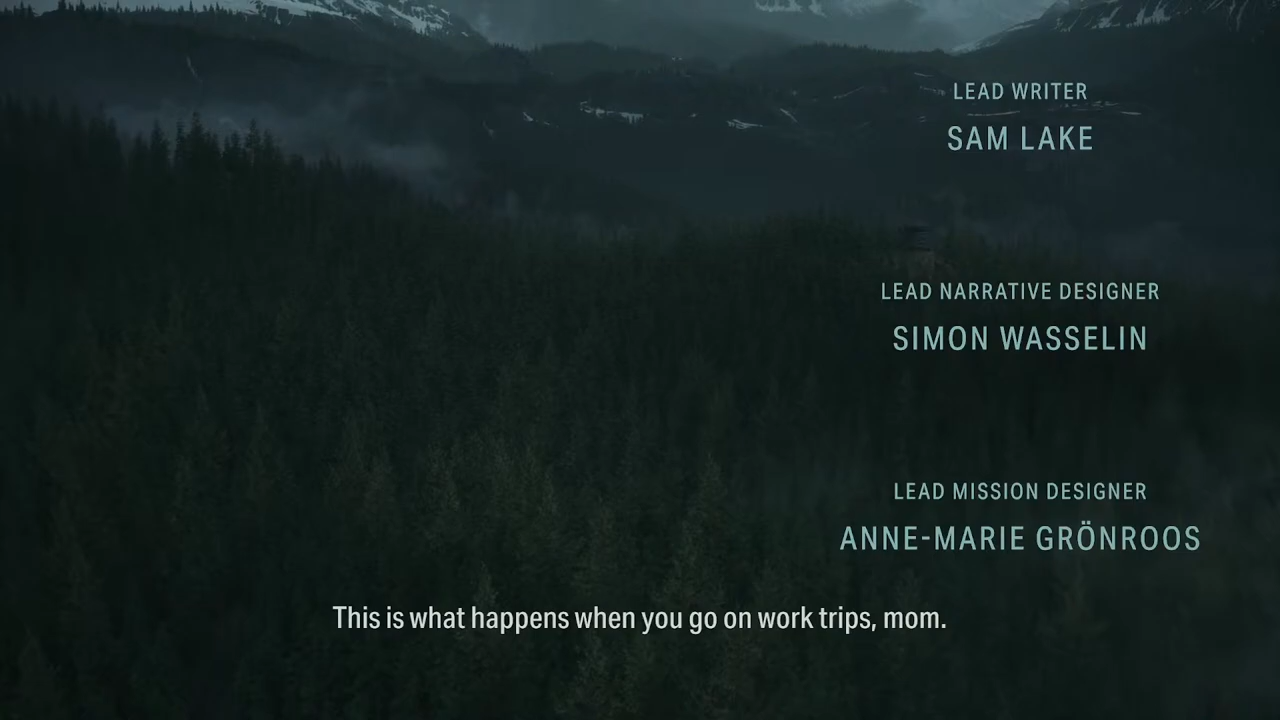 LEAD WRITER
SAM LAKE
LEAD NARRATIVE DESIGNER
SIMON WASSELIN
LEAD MISSION DESIGNER
ANNE-MARIE GRÖNROOS
This is what happens when you go on work trips, mom.